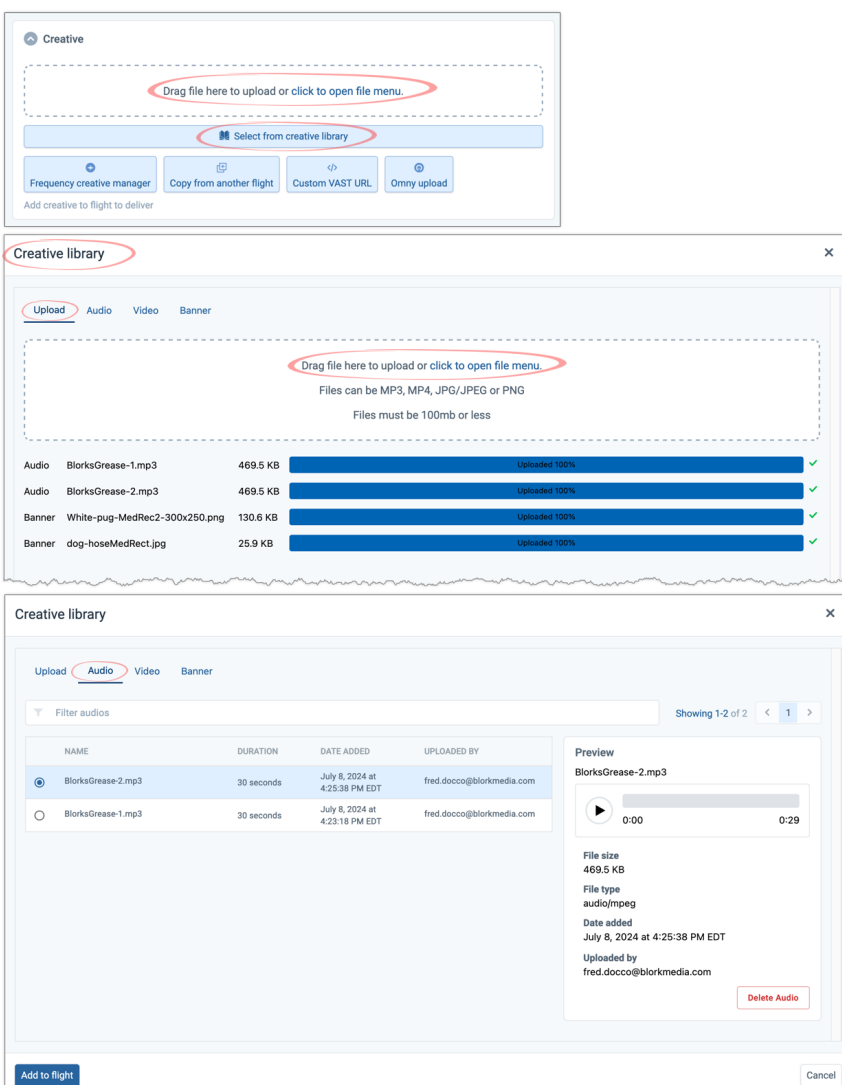 Creative
Drag file here to upload or click to open file menu.
Select from creative library
Frequency creative manager
Copy from another flight
Custom VAST URL
Omny upload
Add creative to flight to deliver
Creative library
Upload Audio Video Banner
Drag file here to upload or click to open file menu.
Files can be MP3, MP4, JPG/JPEG or PNG
Files must be 100mb or less
Audio BlorksGrease-1.mp3 469.5 KB Uploaded 100%
Audio BlorksGrease-2.mp3 469.5 KB Uploaded 100%
Banner White-pug-MedRec2-300x250.png 130.6 KB Uploaded 100%
Banner dog-hoseMedRect.jpg 25.9 KB Uploaded 100%
Creative library
Upload Audio Video Banner
Filter audios
Showing 1-2 of 2 1
NAME DURATION DATE ADDED UPLOADED BY
BlorksGrease-2.mp3 30 seconds July 8, 2024 at
4:25:38 PM EDT fred.docco@blorkmedia.com
BlorksGrease-1.mp3 30 seconds July 8, 2024 at
4:23:18 PM EDT fred.docco@blorkmedia.com
Preview
BlorksGrease-2.mp3
0:00 0:29
File size
469.5 KB
File type
audio/mpeg
Date added
July 8, 2024 at 4:25:38 PM EDT
Uploaded by
fred.docco@blorkmedia.com
Delete Audio
Add to flight
Cancel